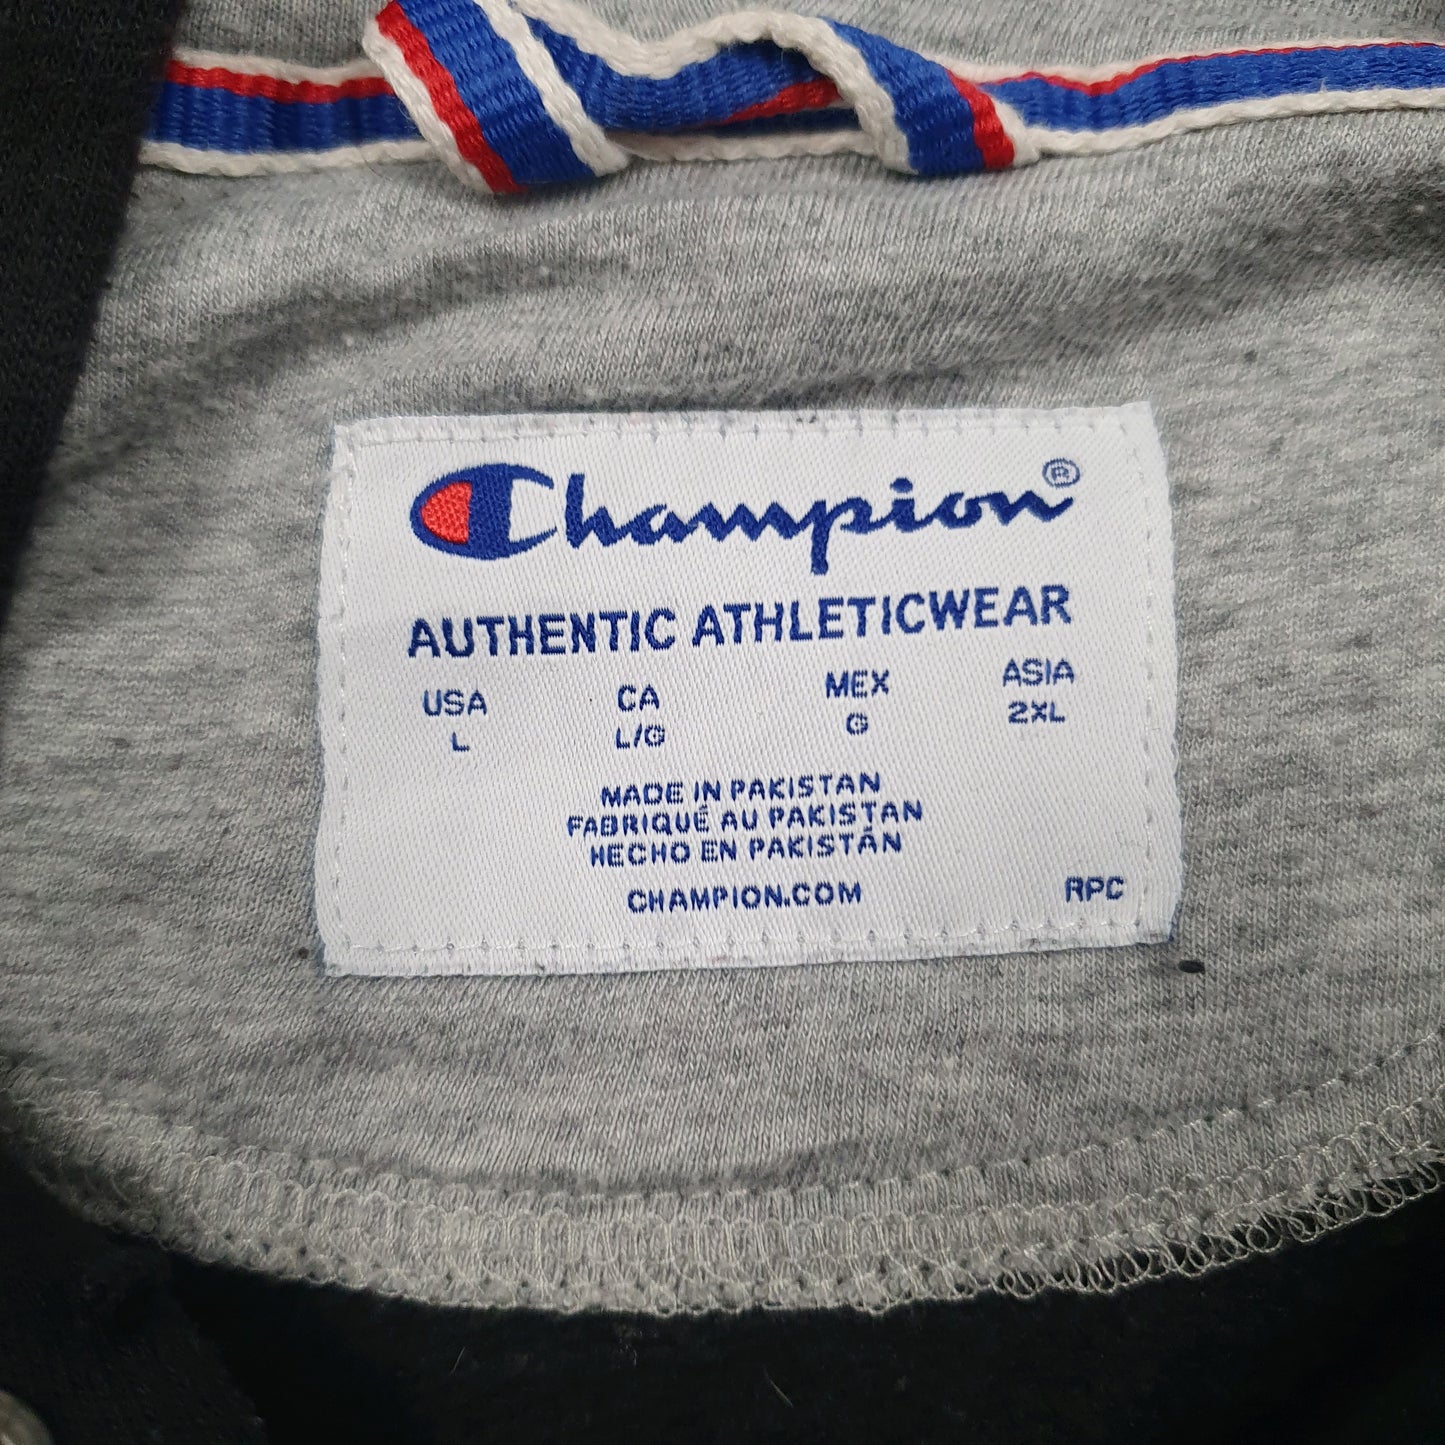 Champion®
AUTHENTIC ATHLETICWEAR
USA CA MEX ASIA
L L/G G 2XL
MADE IN PAKISTAN
FABRIQUÉ AU PAKISTAN
HECHO EN PAKISTÁN
CHAMPION.COM RPC